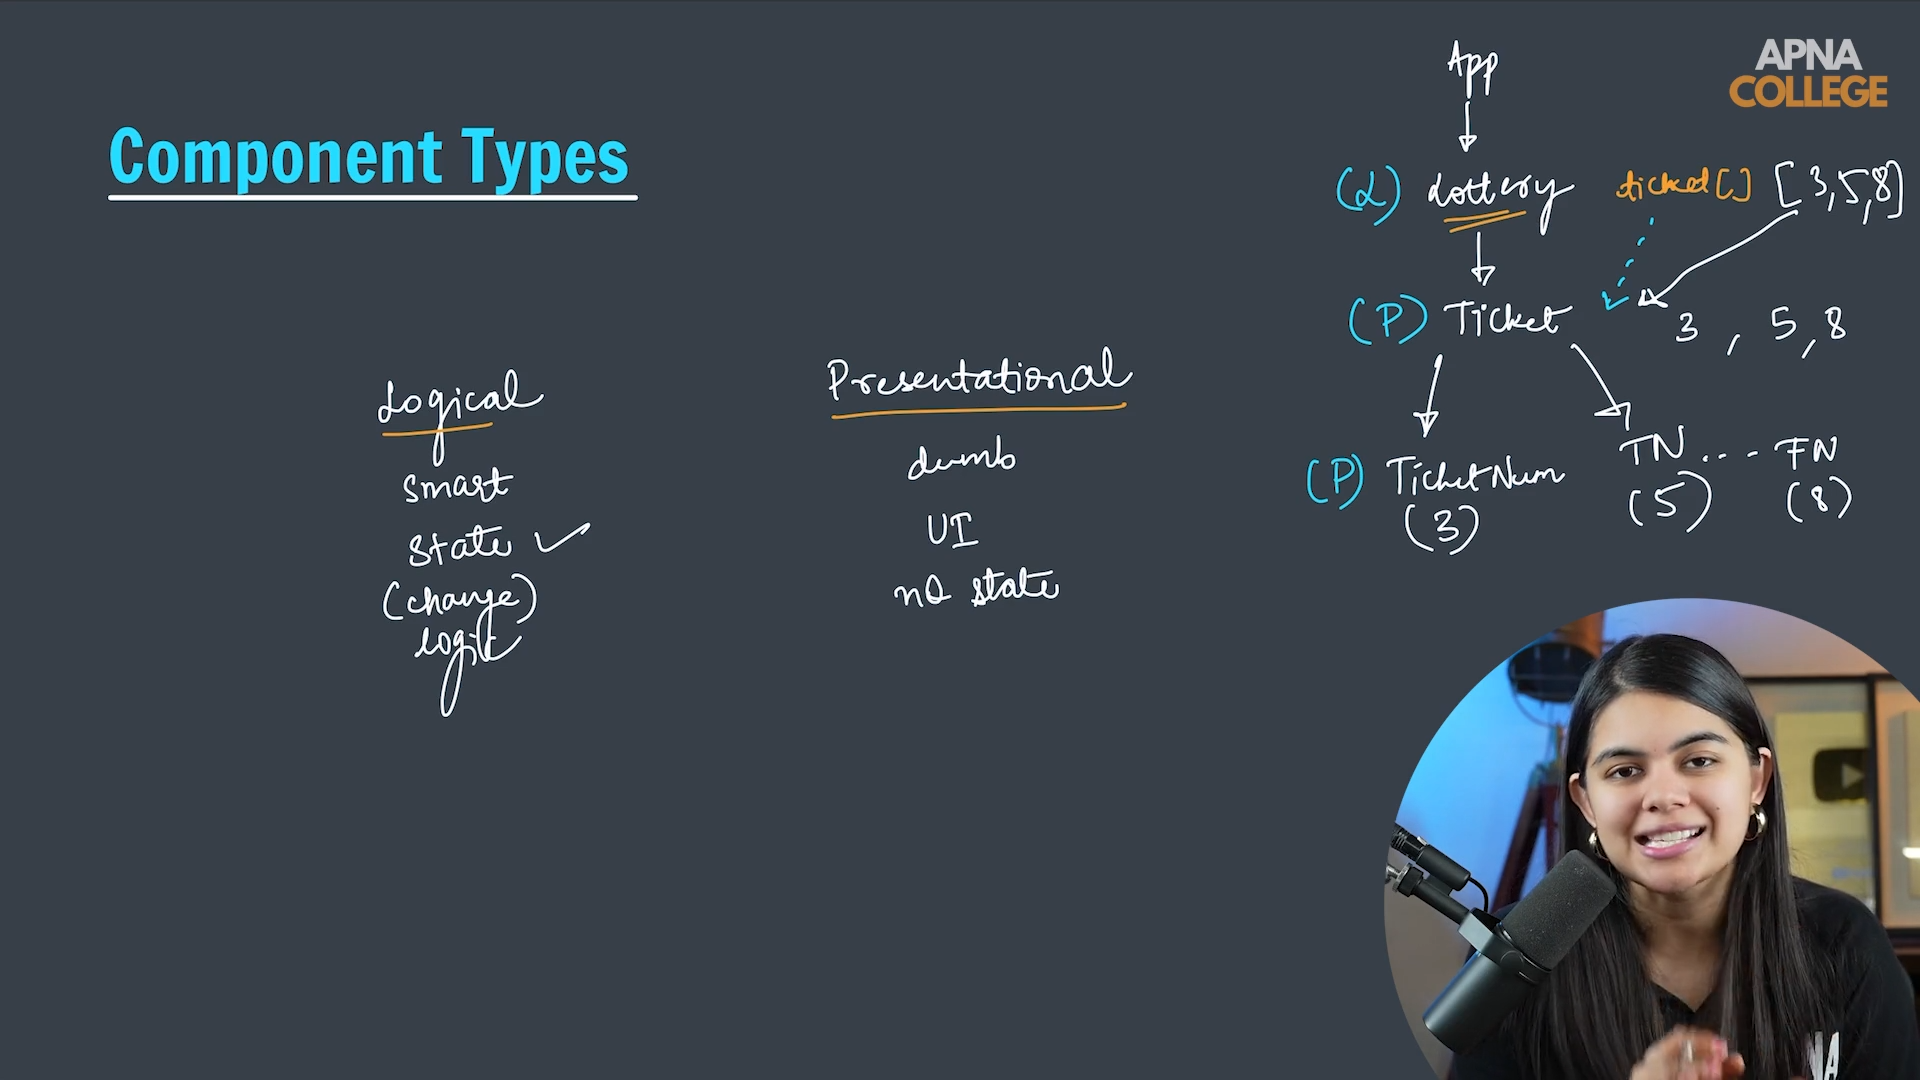 APNA
COLLEGE
Component Types
Logical
smart
state ✓
(change)
logic
Presentational
dumb
UI
no state
App
(L) Lottery ticket[] [3,5,8]
(P) Ticket 3 , 5,8
(P) TicketNum TN ---- TN
(3) (5) (8)